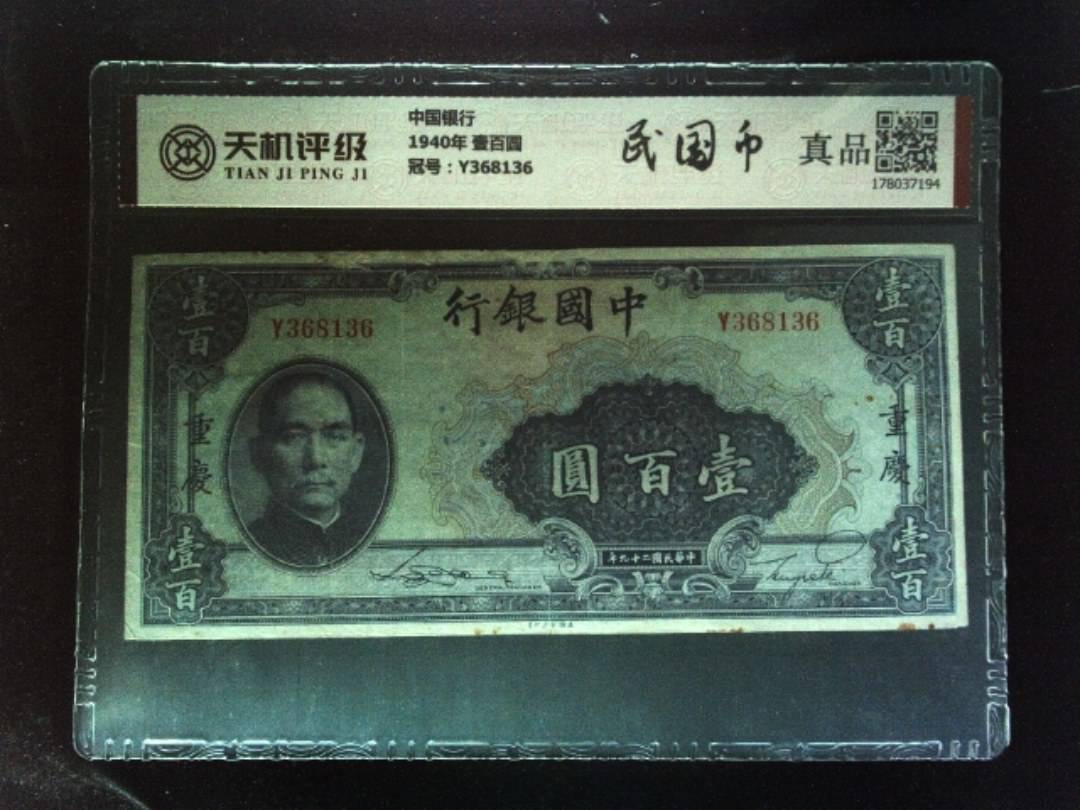 天机评级
TIAN JI PING JI
中国银行
1940年 壹百圆
冠号：Y368136
民国币
真品
178037194
壹百
行銀國中
壹百
Y368136
Y368136
重慶
重慶
圓百壹
年九十二國民華中
壹百
壹百